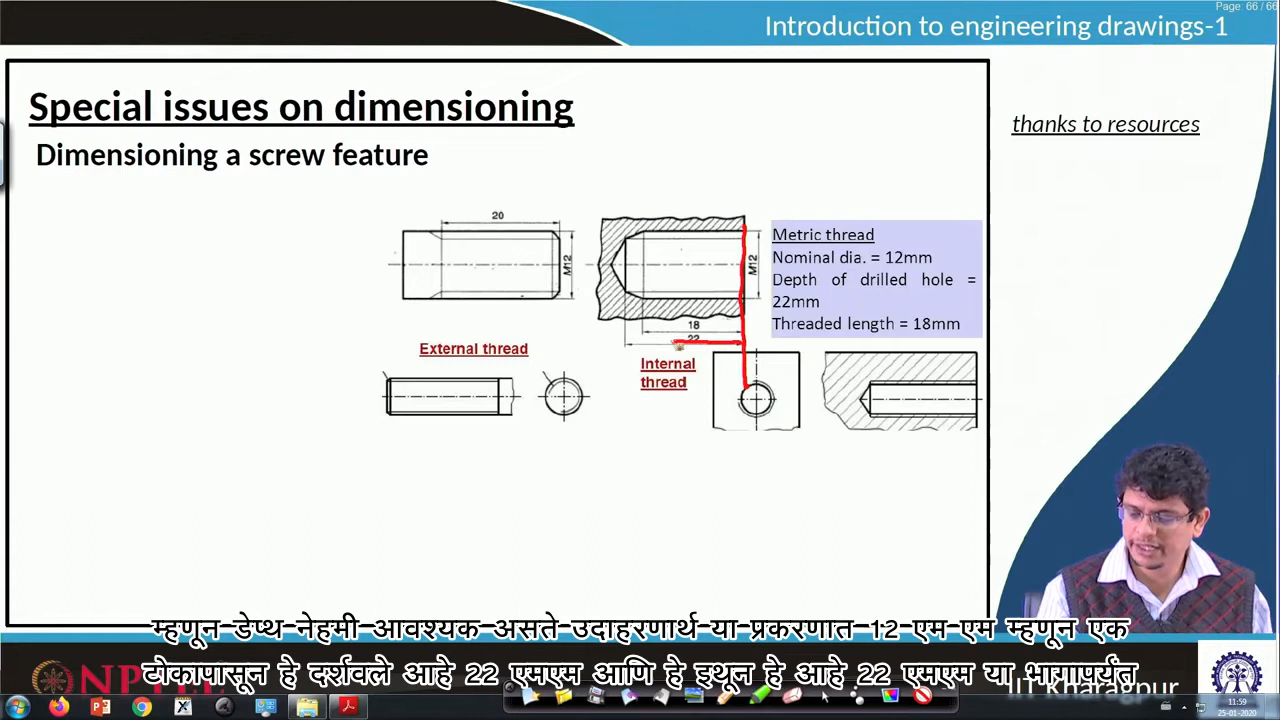 Page: 66 / 66
Introduction to engineering drawings-1
Special issues on dimensioning
Dimensioning a screw feature
thanks to resources
20
M12
M12
18
22
Metric thread
Nominal dia. = 12mm
Depth of drilled hole =
22mm
Threaded length = 18mm
External thread
Internal
thread
म्हणून डेप्थ नेहमी आवश्यक असते उदाहरणार्थ या प्रकरणात 12 एम एम म्हणून एक
टोकापासून हे दर्शवले आहे 22 एमएम आणि हे इथून हे आहे 22 एमएम या भागापर्यंत
IIT Kharagpur
11:59
25-01-2020